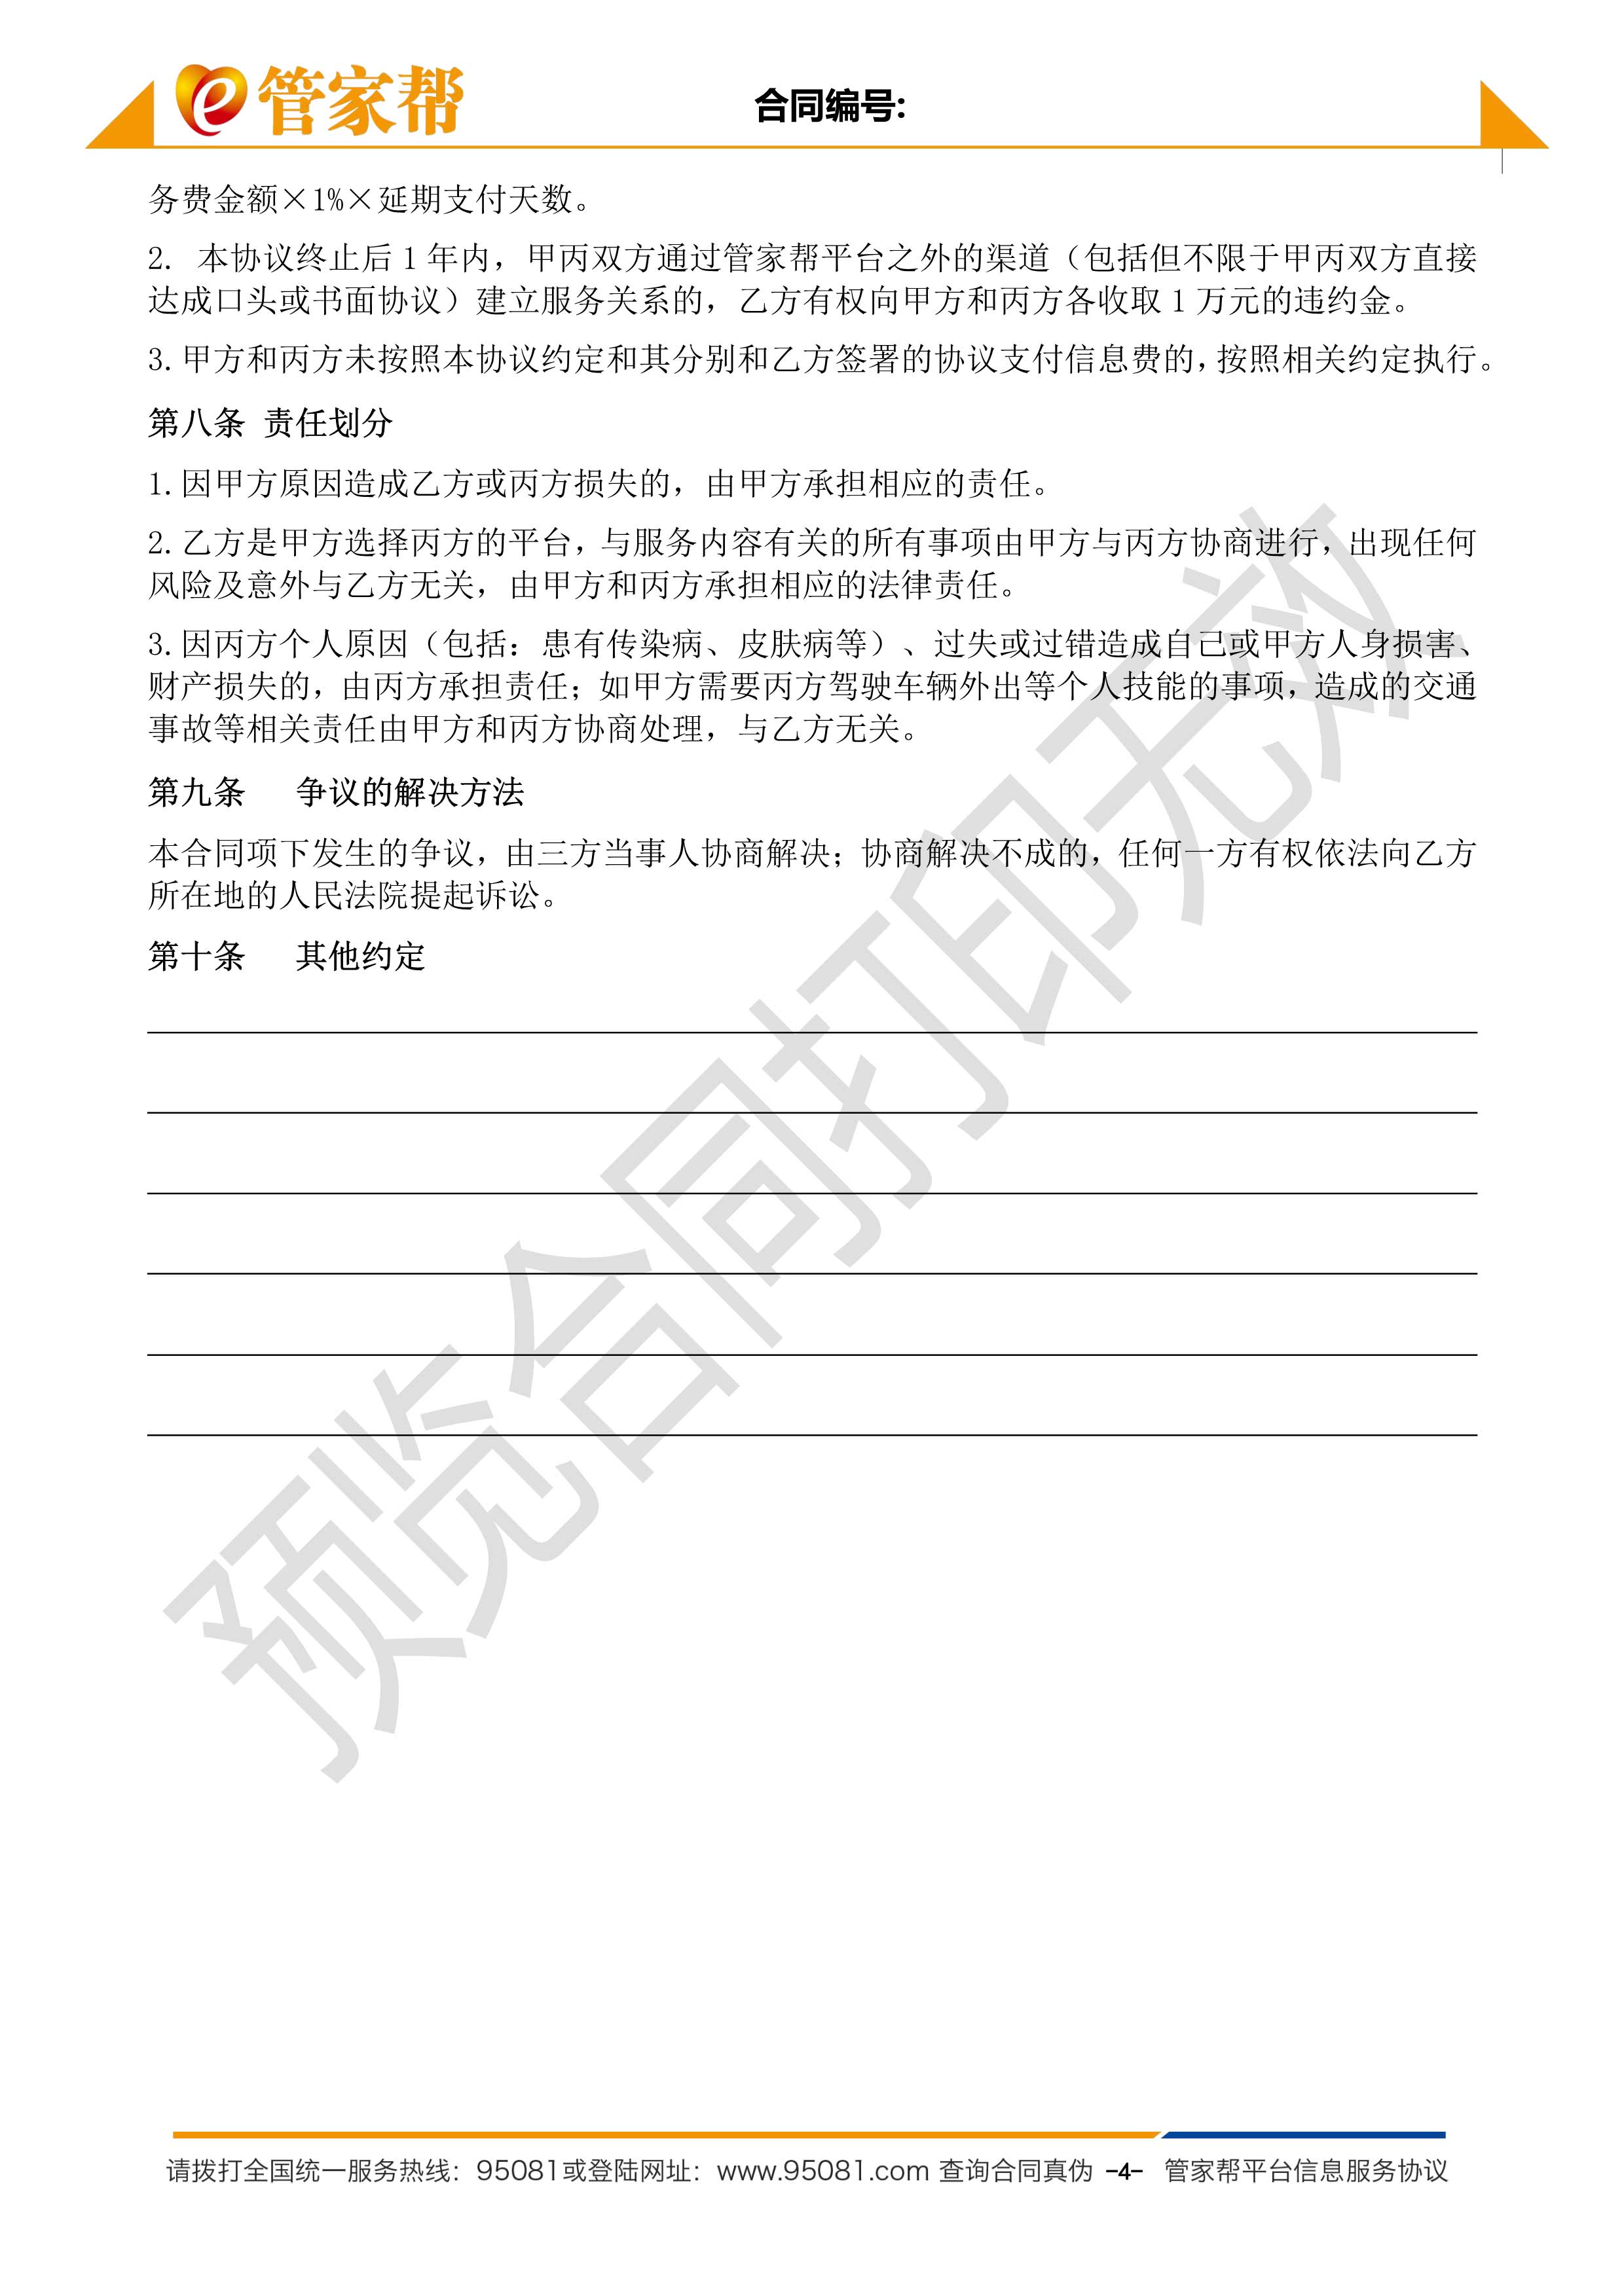 管家帮
合同编号:
务费金额×1%×延期支付天数。
2. 本协议终止后 1 年内，甲丙双方通过管家帮平台之外的渠道（包括但不限于甲丙双方直接
达成口头或书面协议）建立服务关系的，乙方有权向甲方和丙方各收取 1 万元的违约金。
3.甲方和丙方未按照本协议约定和其分别和乙方签署的协议支付信息费的，按照相关约定执行。
第八条 责任划分
1.因甲方原因造成乙方或丙方损失的，由甲方承担相应的责任。
2.乙方是甲方选择丙方的平台，与服务内容有关的所有事项由甲方与丙方协商进行，出现任何
风险及意外与乙方无关，由甲方和丙方承担相应的法律责任。
3.因丙方个人原因（包括：患有传染病、皮肤病等）、过失或过错造成自己或甲方人身损害、
财产损失的，由丙方承担责任；如甲方需要丙方驾驶车辆外出等个人技能的事项，造成的交通
事故等相关责任由甲方和丙方协商处理，与乙方无关。
第九条 争议的解决方法
本合同项下发生的争议，由三方当事人协商解决；协商解决不成的，任何一方有权依法向乙方
所在地的人民法院提起诉讼。
第十条 其他约定
预览合同打印无效
请拨打全国统一服务热线：95081或登陆网址：www.95081.com 查询合同真伪 -4- 管家帮平台信息服务协议